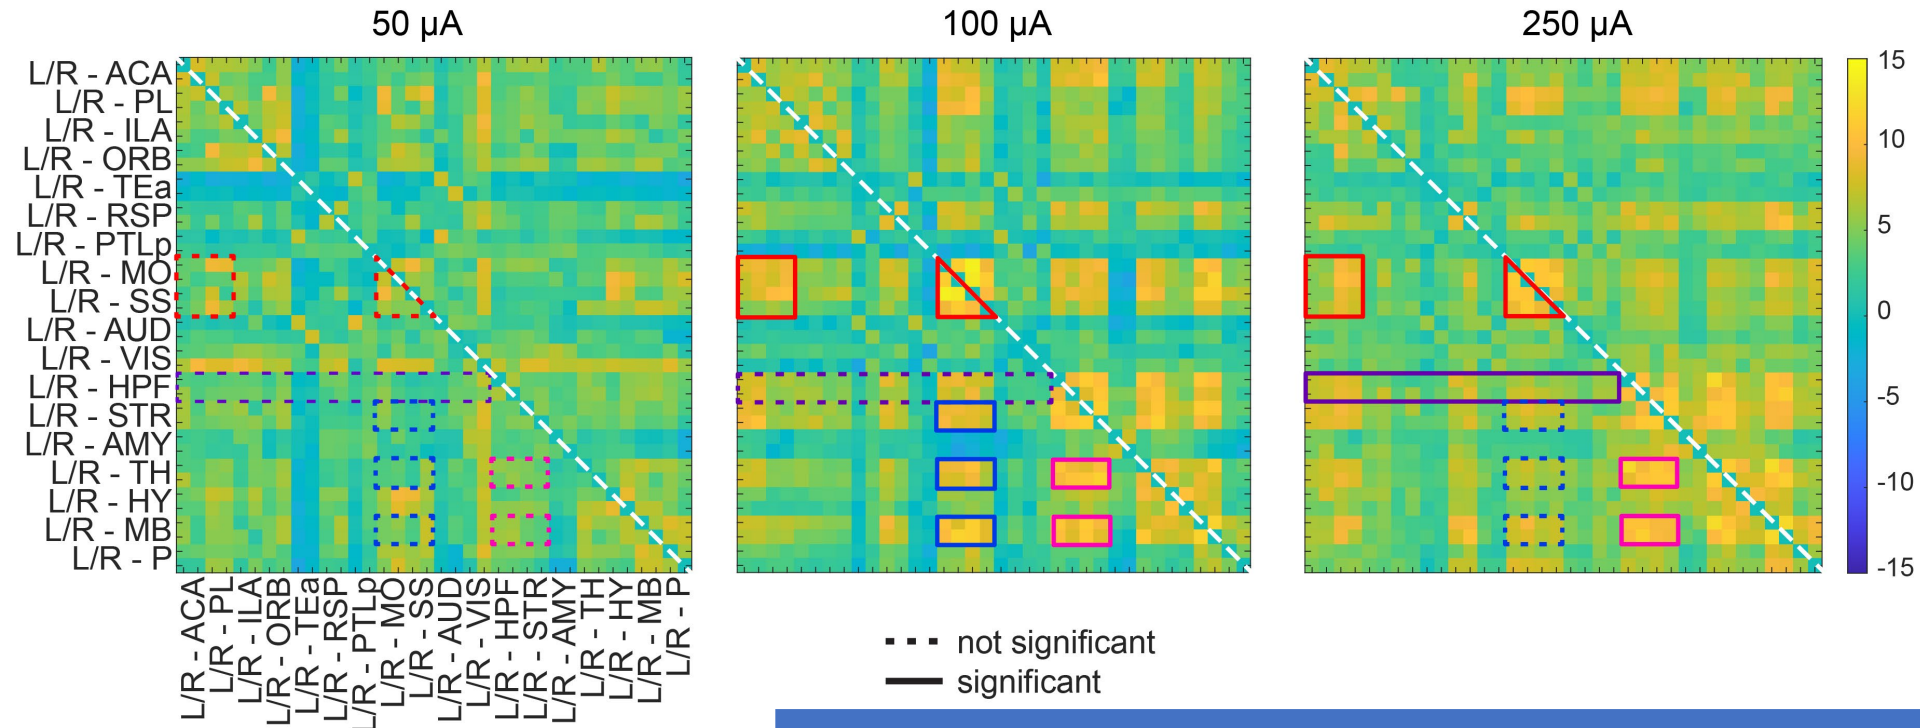 50 µA 100 µA 250 µA
L/R - ACA
L/R - PL
L/R - ILA
L/R - ORB
L/R - TEa
L/R - RSP
L/R - PTLp
L/R - MO
L/R - SS
L/R - AUD
L/R - VIS
L/R - HPF
L/R - STR
L/R - AMY
L/R - TH
L/R - HY
L/R - MB
L/R - P
15
10
5
0
-5
-10
-15
L/R - ACA
L/R - PL
L/R - ILA
L/R - ORB
L/R - TEa
L/R - RSP
L/R - PTLp
L/R - MO
L/R - SS
L/R - AUD
L/R - VIS
L/R - HPF
L/R - STR
L/R - AMY
L/R - TH
L/R - HY
L/R - MB
L/R - P
not significant
significant